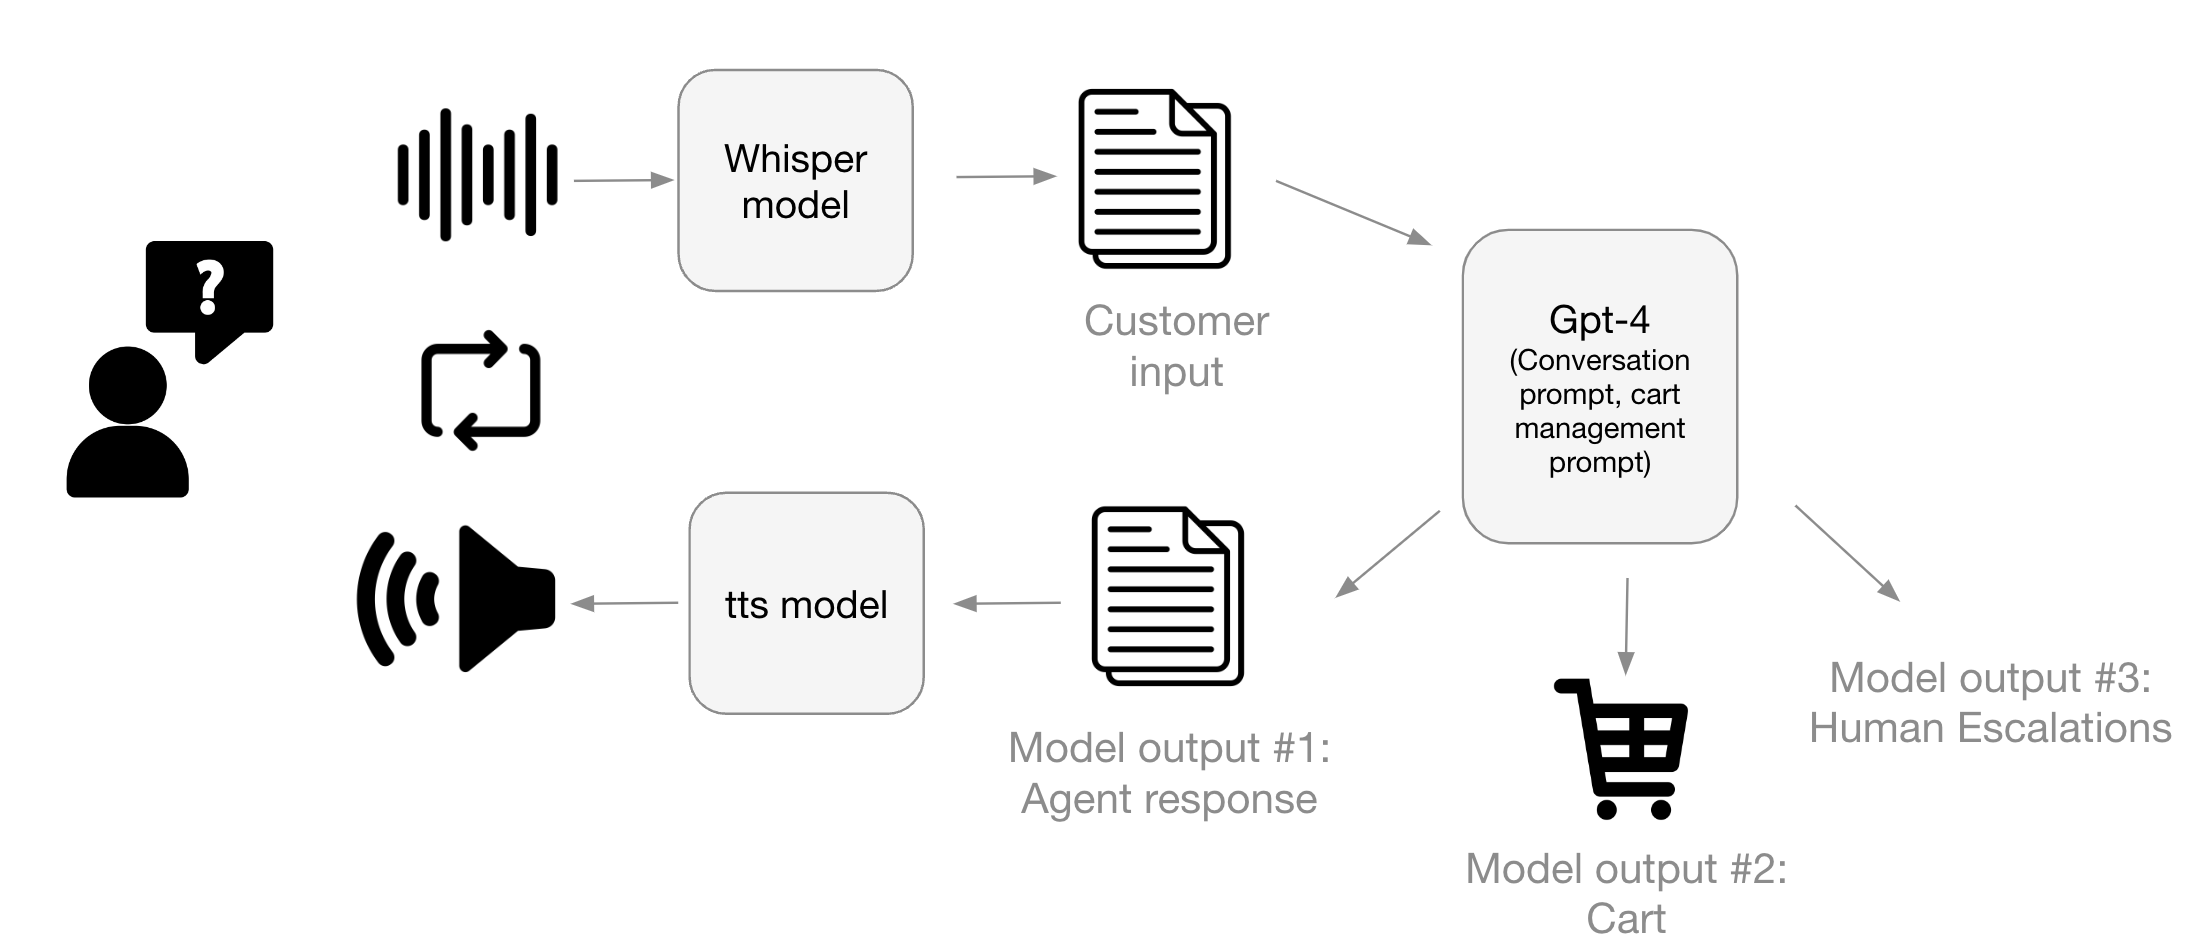 ?
Whisper
model
Customer
input
Gpt-4
(Conversation
prompt, cart
management
prompt)
tts model
Model output #1:
Agent response
Model output #2:
Cart
Model output #3:
Human Escalations